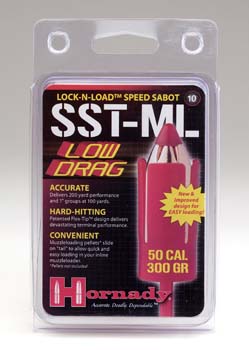 LOCK-N-LOAD™ SPEED SABOT
10
SST-ML
LOW
DRAG
ACCURATE
Delivers 200 yard performance
and 1" groups at 100 yards.
HARD-HITTING
Patented Flex-Tip™ design delivers
devastating terminal performance.
CONVENIENT
Muzzleloading pellets* slide
on "tail" to allow quick and
easy loading in your inline
muzzleloader.
*Pellets not included
New &
Improved
design for
EASY loading!
50 CAL
300 GR
Hornady
Accurate. Deadly. Dependable.™